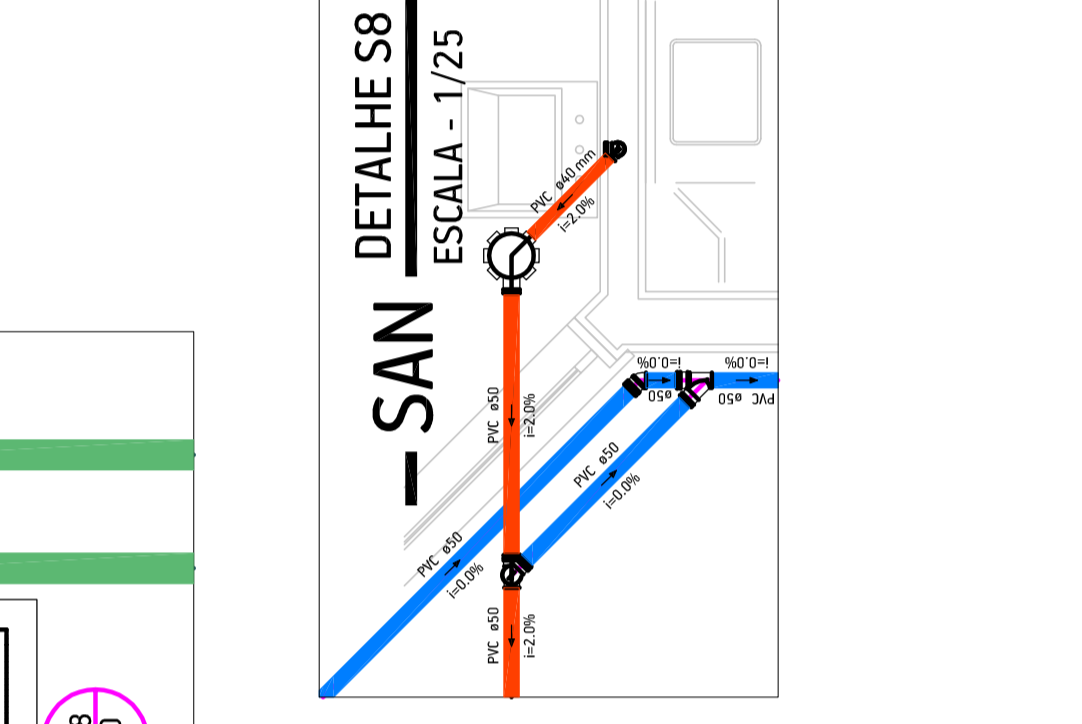 DETALHE S8
ESCALA - 1/25
SAN
PVC ø40 mm
i=2.0%
PVC ø50
i=2.0%
i=0.0%
ø50
i=0.0%
PVC ø50
PVC ø50
i=0.0%
PVC ø50
i=0.0%
PVC ø50
i=2.0%
8